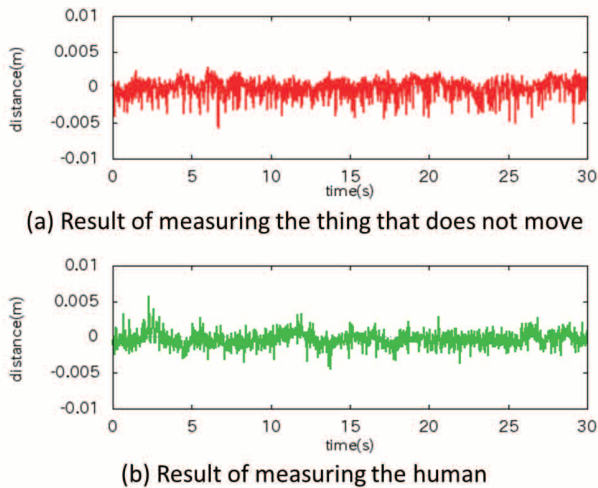 0.01
0.005
0
-0.005
-0.01
distance(m)
0 5 10 15 20 25 30
time(s)
(a) Result of measuring the thing that does not move
0.01
0.005
0
-0.005
-0.01
distance(m)
0 5 10 15 20 25 30
time(s)
(b) Result of measuring the human